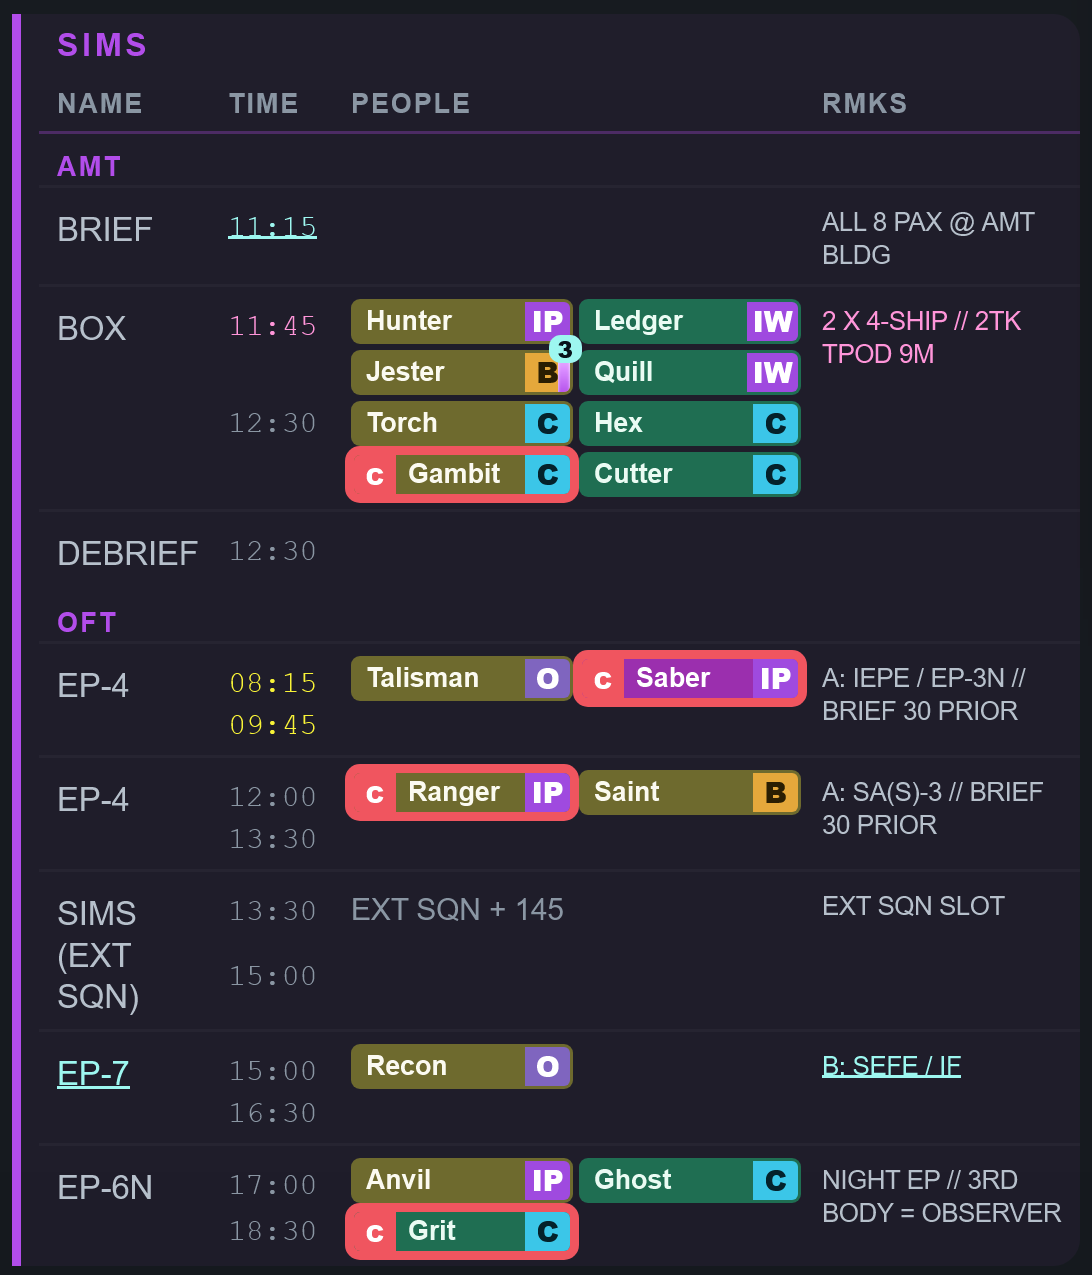 SIMS
NAME TIME PEOPLE RMKS
AMT
BRIEF 11:15 ALL 8 PAX @ AMT
BLDG
BOX 11:45 Hunter IP Ledger IW 2 X 4-SHIP // 2TK
3
Jester B Quill IW TPOD 9M
12:30 Torch C Hex C
c Gambit C Cutter C
DEBRIEF 12:30
OFT
EP-4 08:15 Talisman O c Saber IP A: IEPE / EP-3N //
09:45 BRIEF 30 PRIOR
EP-4 12:00 c Ranger IP Saint B A: SA(S)-3 // BRIEF
13:30 30 PRIOR
SIMS 13:30 EXT SQN + 145 EXT SQN SLOT
(EXT
15:00
SQN)
EP-7 15:00 Recon O B: SEFE / IF
16:30
EP-6N 17:00 Anvil IP Ghost C NIGHT EP // 3RD
18:30 c Grit C BODY = OBSERVER